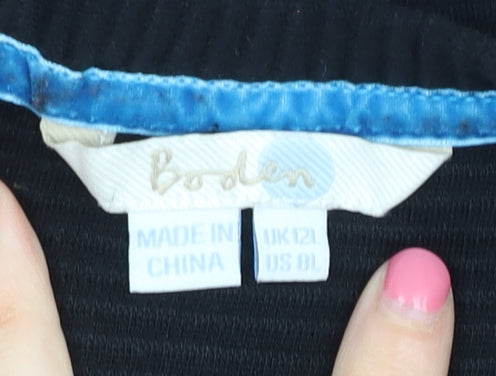 Boden
MADE IN
CHINA
UK12L
US 8L